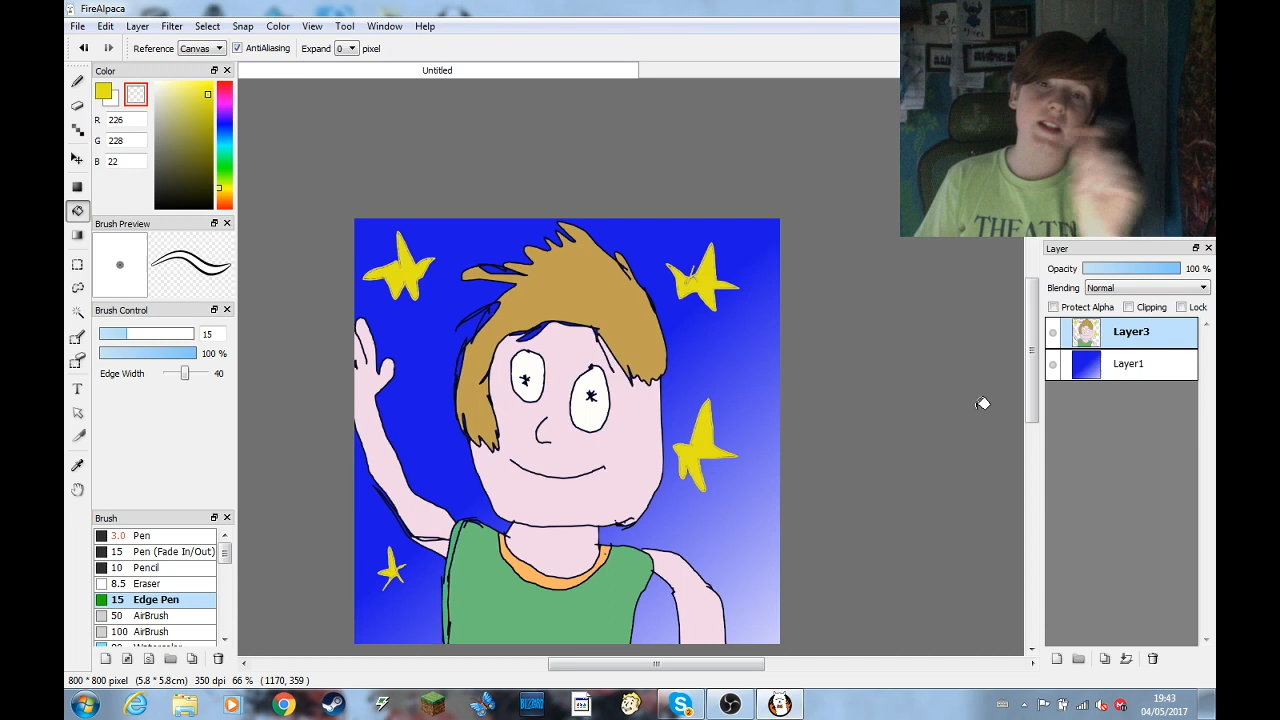 FireAlpaca
File Edit Layer Filter Select Snap Color View Tool Window Help
Reference Canvas AntiAliasing Expand 0 pixel
Color
Untitled
R 226
G 228
B 22
THEATE
Brush Preview
Layer
Opacity 100 %
Blending Normal
Protect Alpha Clipping Lock
Brush Control
15
100 %
Edge Width 40
Layer3
Layer1
T
Brush
3.0 Pen
15 Pen (Fade In/Out)
10 Pencil
8.5 Eraser
15 Edge Pen
50 AirBrush
100 AirBrush
800 * 800 pixel (5.8 * 5.8cm) 350 dpi 66 % (1170, 359)
BLIZZARD
2
19:43
04/05/2017